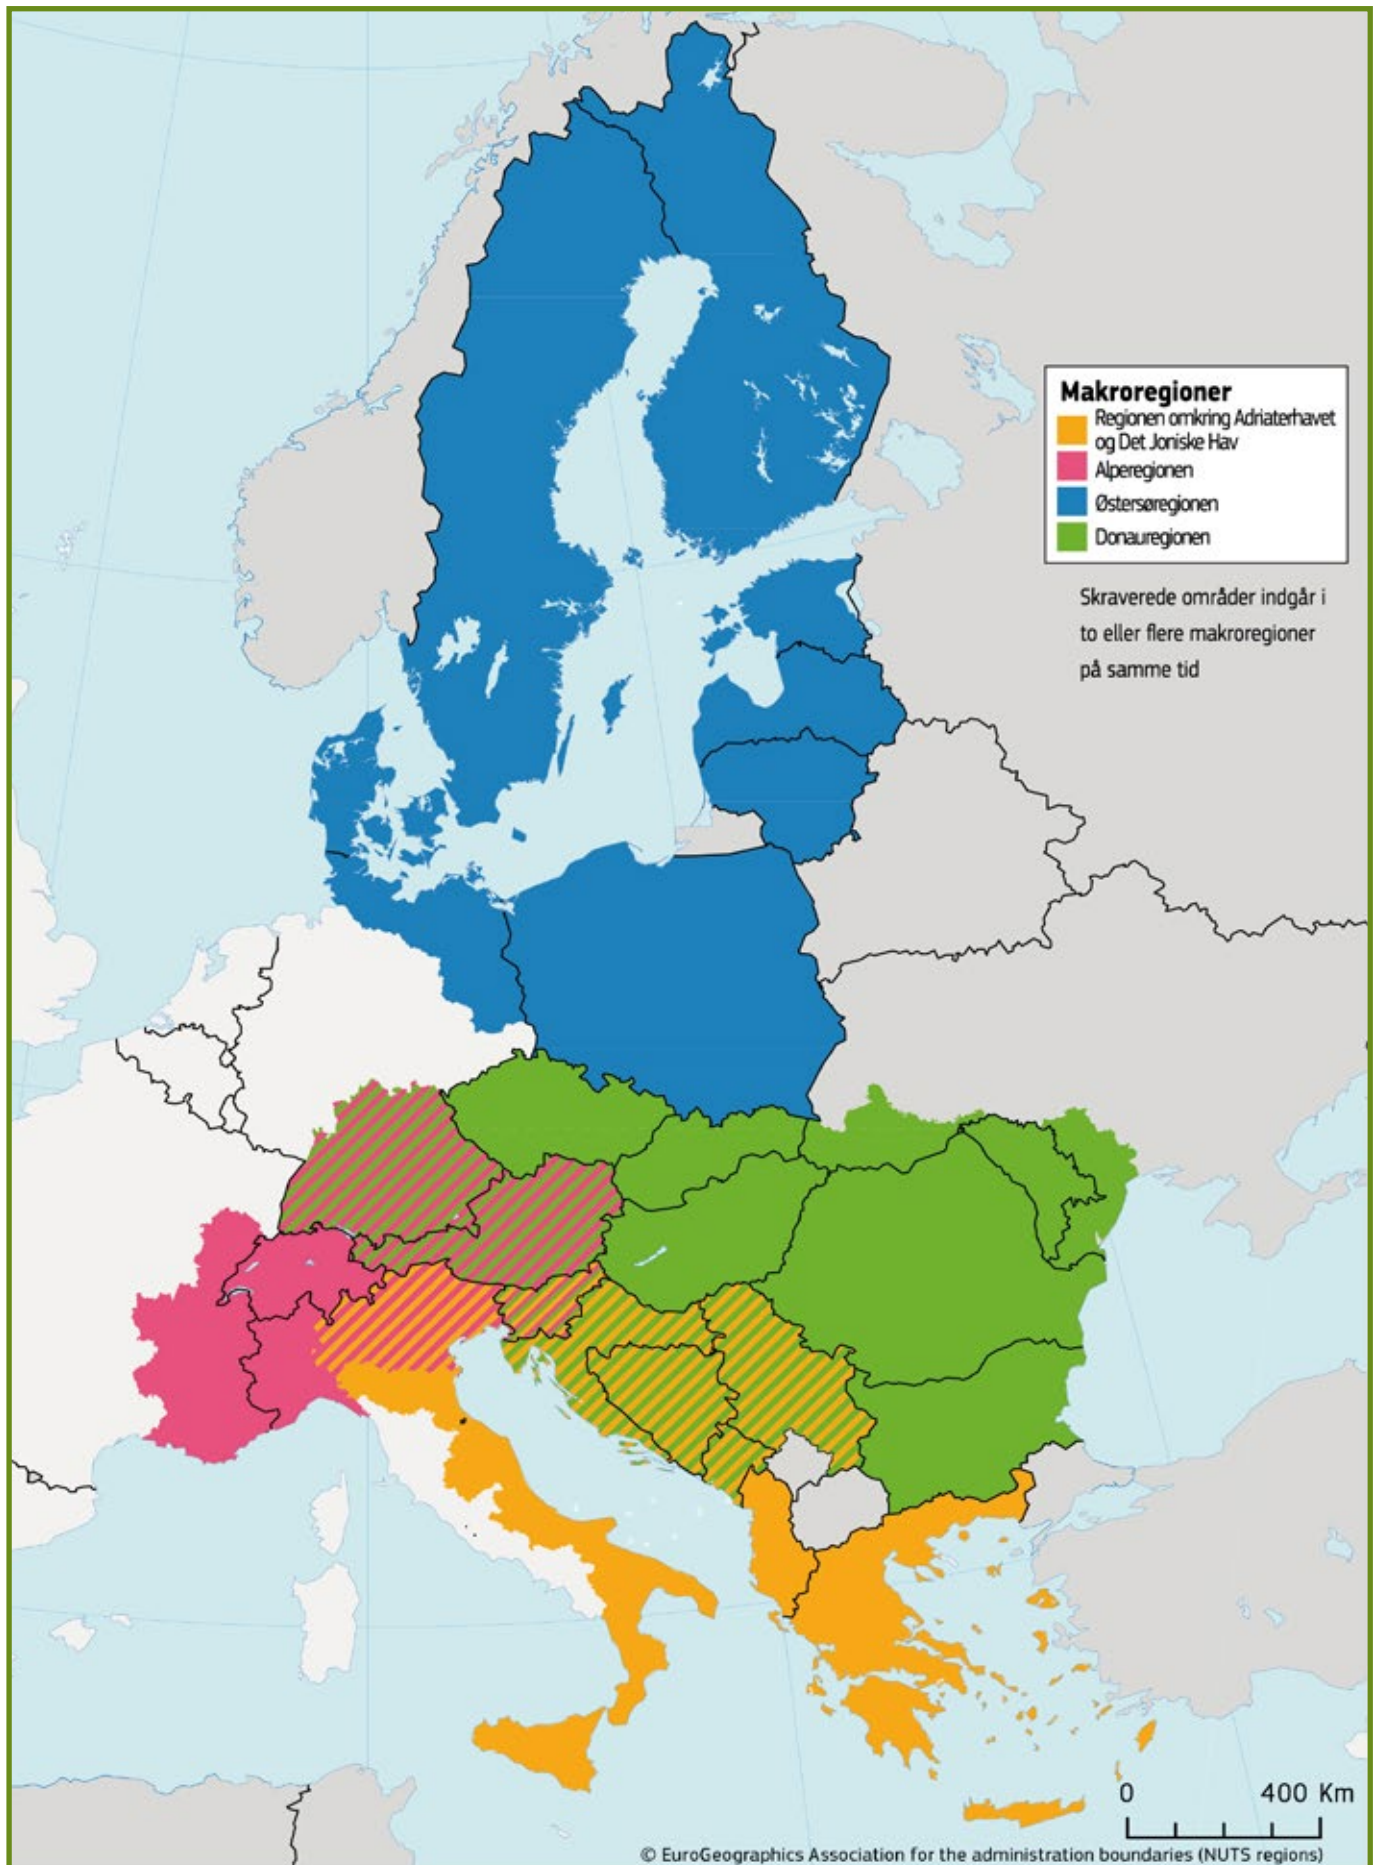 Makroregioner
Regionen omkring Adriaterhavet
og Det Joniske Hav
Alperegionen
Østersøregionen
Donauregionen
Skraverede områder indgår i
to eller flere makroregioner
på samme tid
0 400 Km
© EuroGeographics Association for the administration boundaries (NUTS regions)